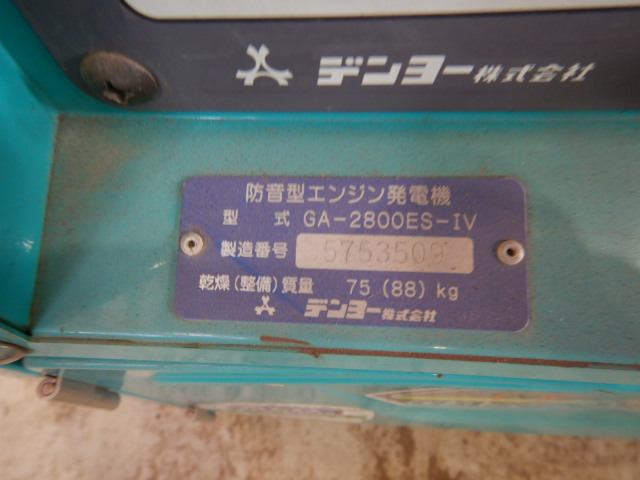 デンヨー株式会社
防音型エンジン発電機
型 式 GA-2800ES-IV
製造番号 5753509
乾燥(整備)質量 75 (88) kg
デンヨー株式会社